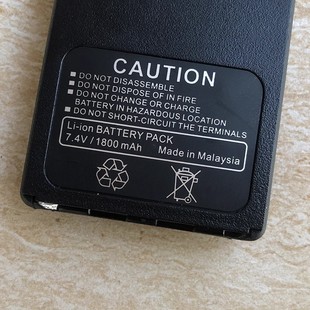 CAUTION
■ DO NOT DISASSEMBLE
■ DO NOT DISPOSE OF IN FIRE
■ DO NOT CHANGE OR CHARGE
BATTERY IN HAZARDOUS LOCATION
■ DO NOT SHORT-CIRCUIT THE TERMINALS
Li-ion BATTERY PACK
7.4V / 1800 mAh Made in Malaysia